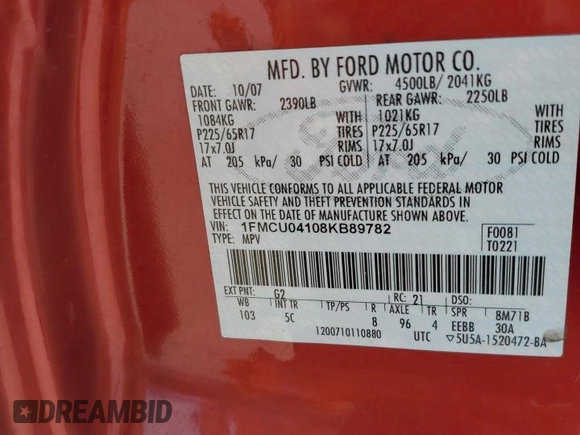 MFD. BY FORD MOTOR CO.
DATE: 10/07 GVWR: 4500LB/ 2041KG
FRONT GAWR: 2390LB REAR GAWR: 2250LB
1084KG WITH 1021KG WITH
P225/65R17 TIRES P225/65R17 TIRES
17x7.0J RIMS 17x7.0J RIMS
AT 205 kPa/ 30 PSI COLD AT 205 kPa/ 30 PSI COLD
THIS VEHICLE CONFORMS TO ALL APPLICABLE FEDERAL MOTOR
VEHICLE SAFETY AND THEFT PREVENTION STANDARDS IN
EFFECT ON THE DATE OF MANUFACTURE SHOWN ABOVE.
VIN: 1FMCU04108KB89782 F0081
TYPE: MPV T0221
EXT PNT: G2 RC: 21 DSO:
WB INT TR TP/PS R AXLE TR SPR 8M71B
103 5C 8 96 4 EEBB 30A
1200710110880 UTC ▽5U5A-1520472-BA
Ford
DREAMBID